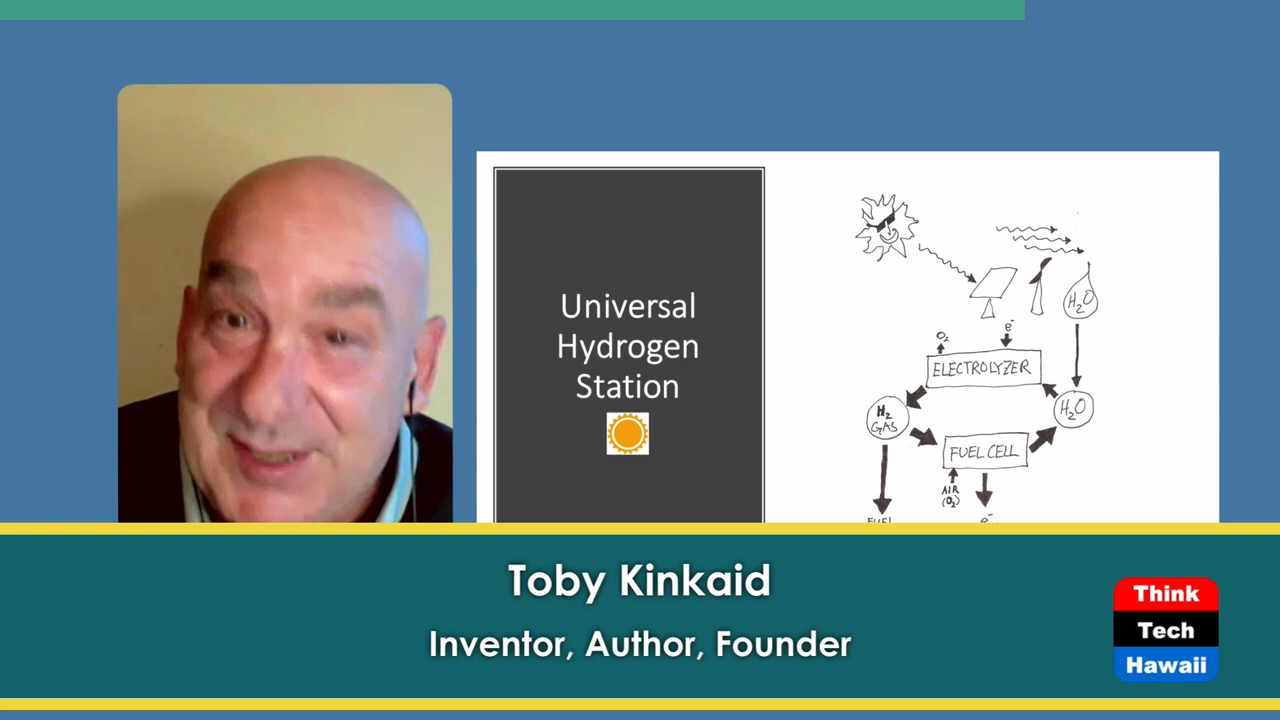 Universal
Hydrogen
Station
H₂O
O₂
e⁻
ELECTROLYZER
H₂
GAS
H₂O
FUEL CELL
AIR
(O₂)
FUEL
e⁻
Toby Kinkaid
Inventor, Author, Founder
Think
Tech
Hawaii